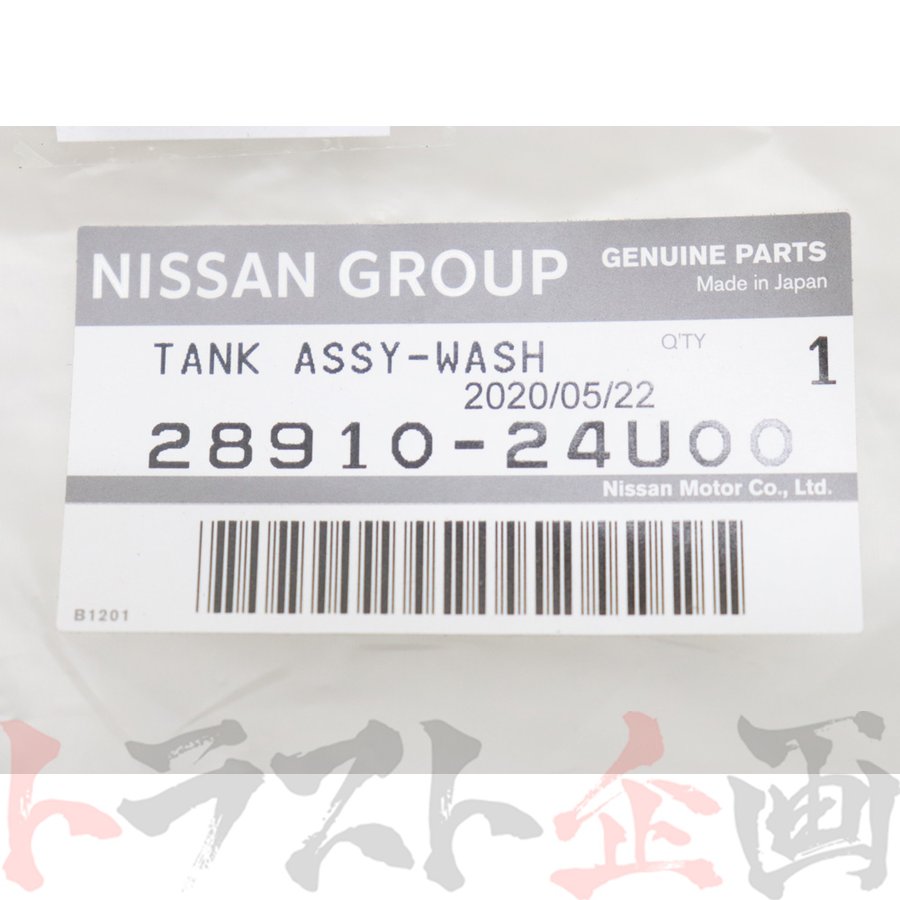 NISSAN GROUP
GENUINE PARTS
Made in Japan
TANK ASSY-WASH
Q'TY
1
2020/05/22
28910-24U00
Nissan Motor Co., Ltd.
B1201
トラスト企画